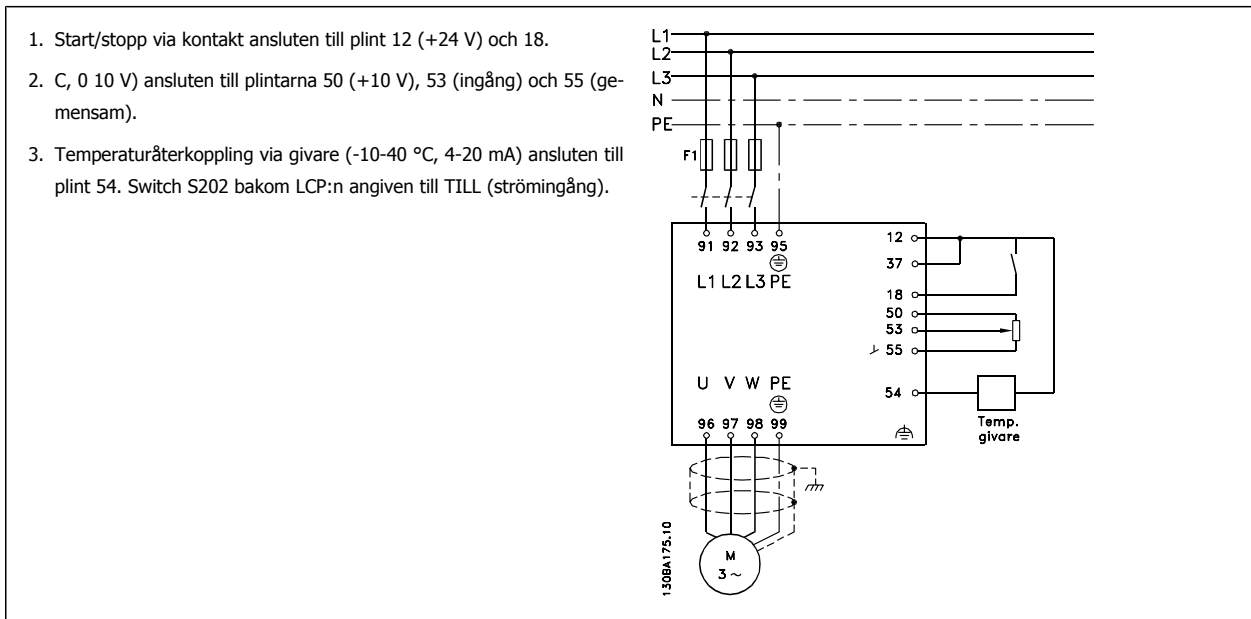 1. Start/stopp via kontakt ansluten till plint 12 (+24 V) och 18.
2. C, 0 10 V) ansluten till plintarna 50 (+10 V), 53 (ingång) och 55 (ge-
mensam).
3. Temperaturåterkoppling via givare (-10-40 °C, 4-20 mA) ansluten till
plint 54. Switch S202 bakom LCP:n angiven till TILL (strömingång).
L1
L2
L3
N
PE
F1
91 92 93 95
L1 L2 L3 PE
12
37
18
50
53
55
54
Temp.
givare
U V W PE
96 97 98 99
M
3 ~
130BA175.10